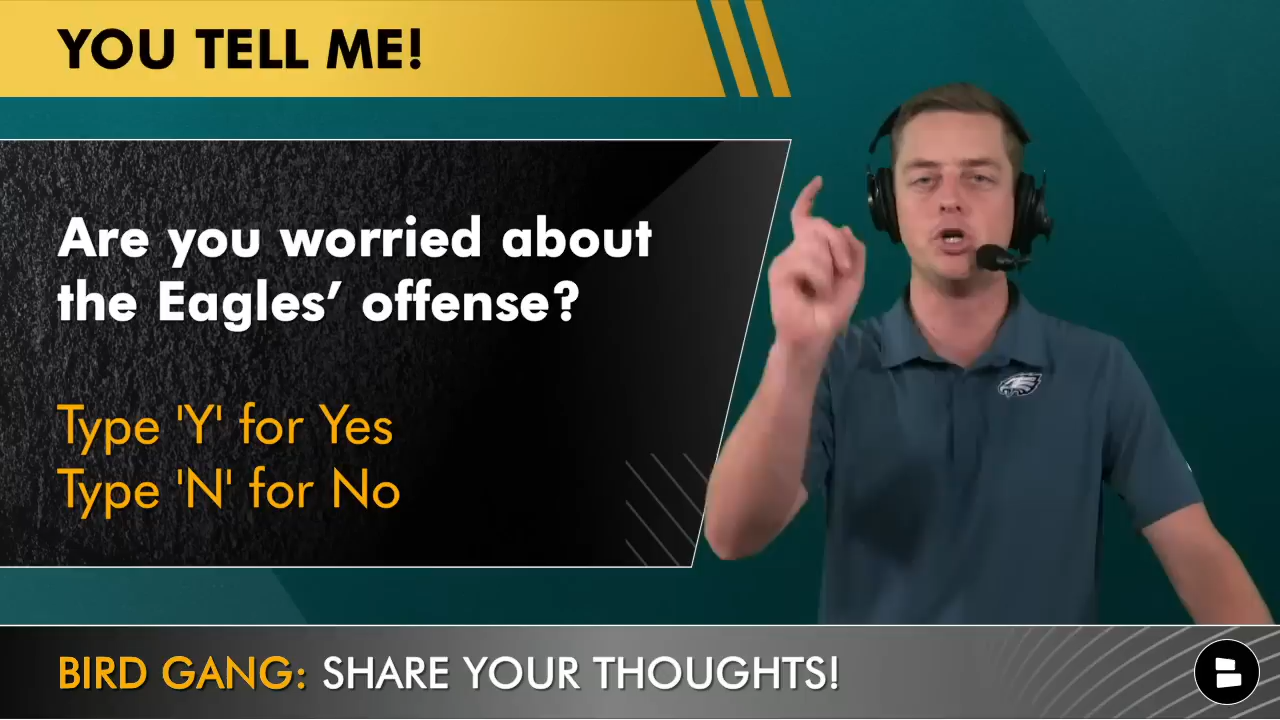 YOU TELL ME!
Are you worried about
the Eagles’ offense?
Type 'Y' for Yes
Type 'N' for No
BIRD GANG: SHARE YOUR THOUGHTS!